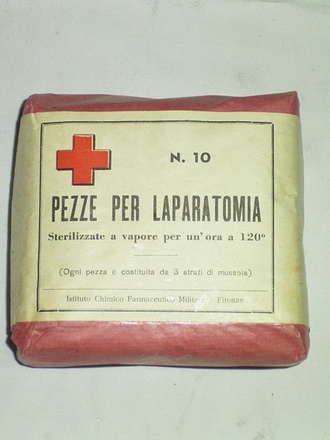 N. 10
PEZZE PER LAPARATOMIA
Sterilizzate a vapore per un'ora a 120°
(Ogni pezza è costituita da 3 strati di mussola)
Istituto Chimico Farmaceutico Militare - Firenze